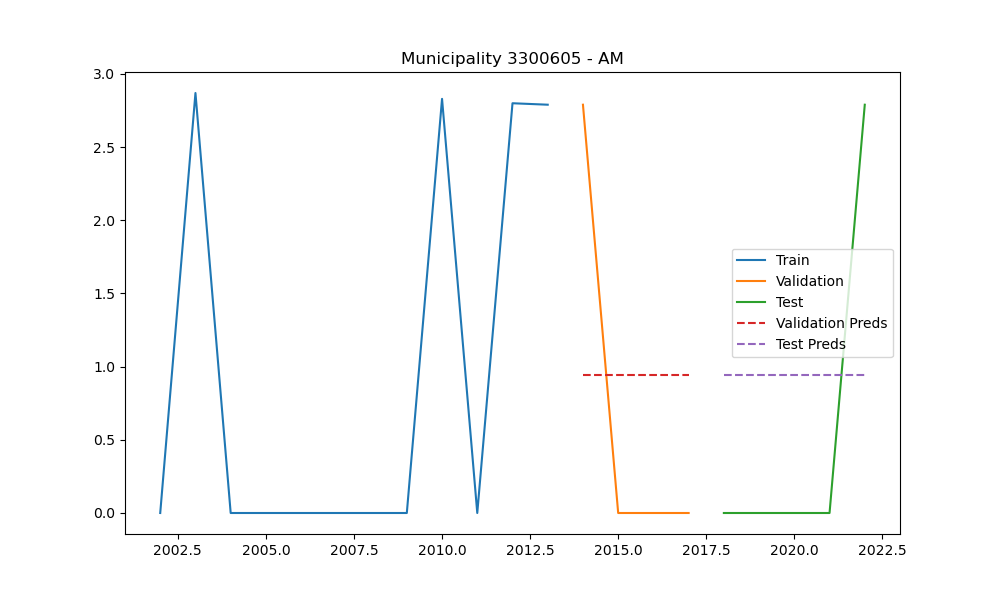 Municipality 3300605 - AM
3.0
2.5
2.0
1.5
1.0
0.5
0.0
Train
Validation
Test
Validation Preds
Test Preds
2002.5 2005.0 2007.5 2010.0 2012.5 2015.0 2017.5 2020.0 2022.5